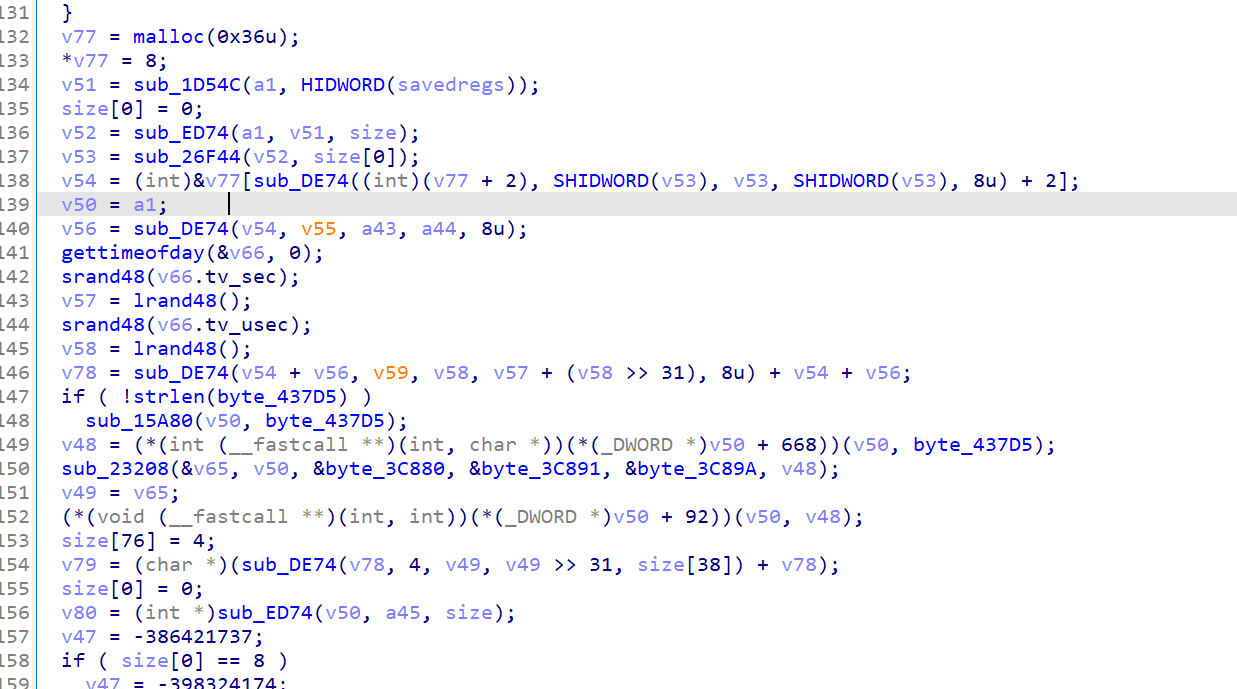 131 }
132 v77 = malloc(0x36u);
133 *v77 = 8;
134 v51 = sub_1D54C(a1, HIDWORD(savedregs));
135 size[0] = 0;
136 v52 = sub_ED74(a1, v51, size);
137 v53 = sub_26F44(v52, size[0]);
138 v54 = (int)&v77[sub_DE74((int)(v77 + 2), SHIDWORD(v53), v53, SHIDWORD(v53), 8u) + 2];
139 v50 = a1;
140 v56 = sub_DE74(v54, v55, a43, a44, 8u);
141 gettimeofday(&v66, 0);
142 srand48(v66.tv_sec);
143 v57 = lrand48();
144 srand48(v66.tv_usec);
145 v58 = lrand48();
146 v78 = sub_DE74(v54 + v56, v59, v58, v57 + (v58 >> 31), 8u) + v54 + v56;
147 if ( !strlen(byte_437D5) )
148 sub_15A80(v50, byte_437D5);
149 v48 = (*(int (__fastcall **)(int, char *))(*(_DWORD *)v50 + 668))(v50, byte_437D5);
150 sub_23208(&v65, v50, &byte_3C880, &byte_3C891, &byte_3C89A, v48);
151 v49 = v65;
152 (*(void (__fastcall **)(int, int))(*(_DWORD *)v50 + 92))(v50, v48);
153 size[76] = 4;
154 v79 = (char *)(sub_DE74(v78, 4, v49, v49 >> 31, size[38]) + v78);
155 size[0] = 0;
156 v80 = (int *)sub_ED74(v50, a45, size);
157 v47 = -386421737;
158 if ( size[0] == 8 )
159 v47 = -398324174;